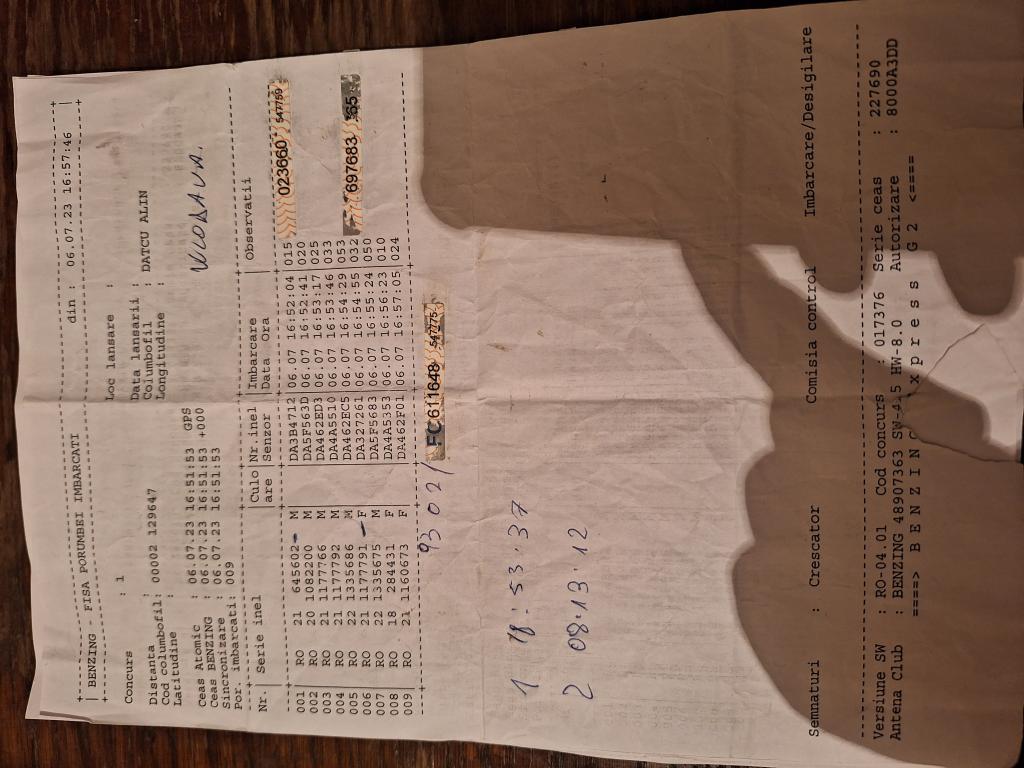 +------------------------------------------------------+
| BENZING - FISA PORUMBEI IMBARCATI din : 06.07.23 16:57:46 |
+------------------------------------------------------+
Concurs : 1 Loc lansare :
Distanta : Data lansarii :
Cod columbofil: 00002 129647 Columbofil : DATCU ALIN
Latitudine : Longitudine :
Ceas Atomic : 06.07.23 16:51:53 GPS
Ceas BENZING : 06.07.23 16:51:53 +000
Sincronizare : 06.07.23 16:51:53
Por. imbarcati: 009
WLODAVA.
Nr. | Serie inel |Culo|Nr.inel |Imbarcare | Observatii
are |Senzor |Data Ora
001 | RO 21 645602 M |DA3B4712|06.07 16:52:04|015
002 | RO 20 1082200 M |DA5F563D|06.07 16:52:41|020
003 | RO 21 1177766 M |DA462ED3|06.07 16:53:17|025
004 | RO 21 1177792 M |DA4A5510|06.07 16:53:46|033
005 | RO 22 1335686 M |DA462EC5|06.07 16:54:29|053
006 | RO 21 1177791 F |DA327261|06.07 16:54:55|032
007 | RO 22 1335675 M |DA5F5683|06.07 16:55:24|050
008 | RO 18 284431 F |DA4A5353|06.07 16:56:23|010
009 | RO 21 1160673 F |DA462F01|06.07 16:57:05|024
023660 547759
697683
FC 611648
93 02/
1 18:53:37
2 08:13:12
Semnaturi : Crescator Comisia control Imbarcare/Desigilare
Versiune SW : RO-04.01 Cod concurs : 017376 Serie ceas : 227690
Antena Club : BENZING 48907363 SW-4.5 HW-8.0 Autorizare : 8000A3DD
====> B E N Z I N G x p r e s s G 2 <====